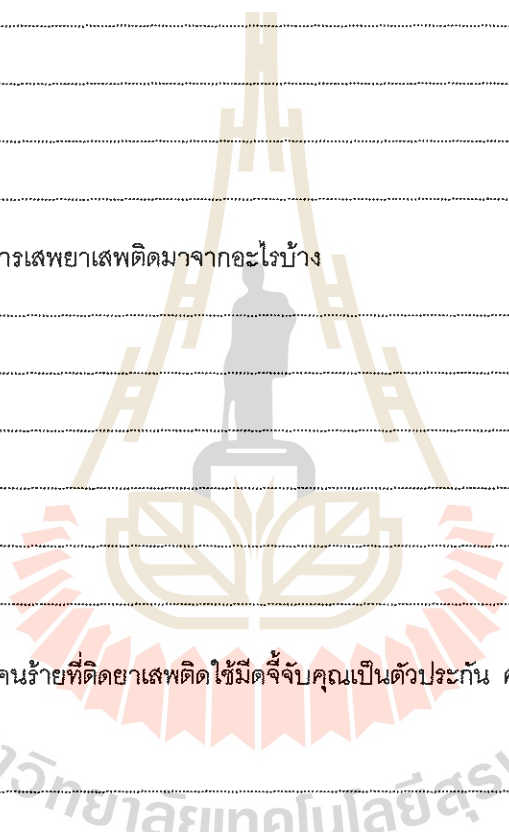 ารเสพยาเสพติดมาจากอะไรบ้าง
คนร้ายที่ติดยาเสพติดใช้มีดจี้จับคุณเป็นตัวประกัน
าวิทยาลัยเทคโนโลยีสุร